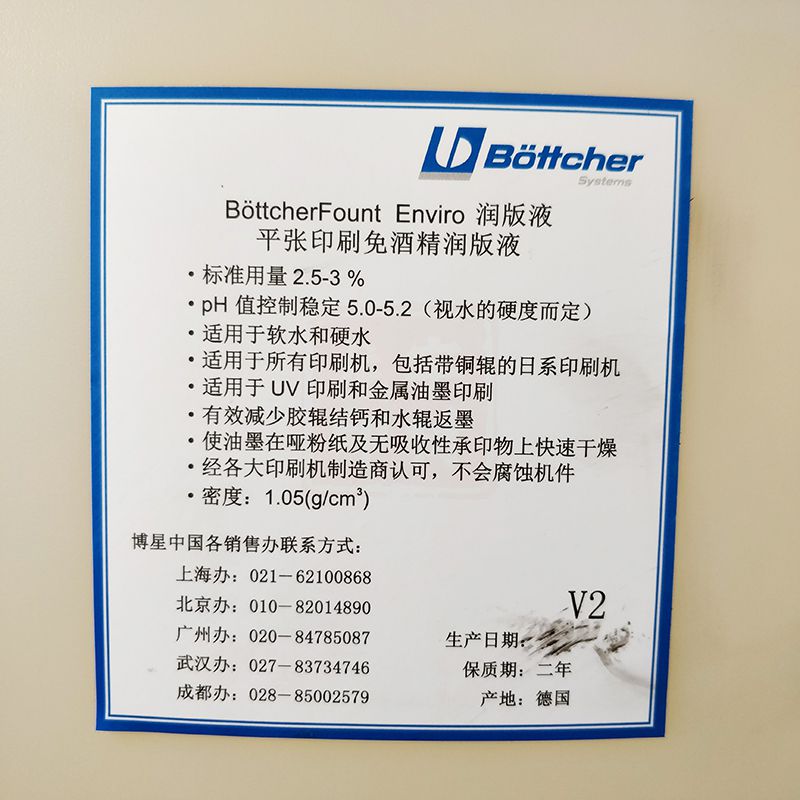 Böttcher
Systems
BöttcherFount Enviro 润版液
平张印刷免酒精润版液
• 标准用量 2.5-3 %
• pH 值控制稳定 5.0-5.2（视水的硬度而定）
• 适用于软水和硬水
• 适用于所有印刷机，包括带铜辊的日系印刷机
• 适用于 UV 印刷和金属油墨印刷
• 有效减少胶辊结钙和水辊返墨
• 使油墨在哑粉纸及无吸收性承印物上快速干燥
• 经各大印刷机制造商认可，不会腐蚀机件
• 密度：1.05(g/cm³)
博星中国各销售办联系方式：
上海办：021－62100868
北京办：010－82014890
广州办：020－84785087
武汉办：027－83734746
成都办：028－85002579
V2
生产日期：
保质期：二年
产地：德国